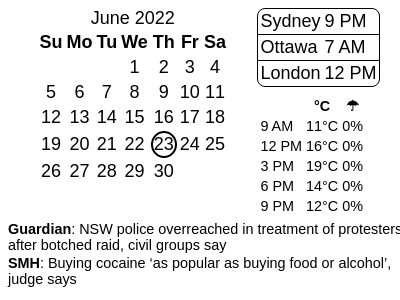 June 2022
Su Mo Tu We Th Fr Sa
1 2 3 4
5 6 7 8 9 10 11
12 13 14 15 16 17 18
19 20 21 22 23 24 25
26 27 28 29 30
Sydney 9 PM
Ottawa 7 AM
London 12 PM
°C ☂
9 AM 11°C 0%
12 PM 16°C 0%
3 PM 19°C 0%
6 PM 14°C 0%
9 PM 12°C 0%
Guardian: NSW police overreached in treatment of protesters
after botched raid, civil groups say
SMH: Buying cocaine ‘as popular as buying food or alcohol’,
judge says